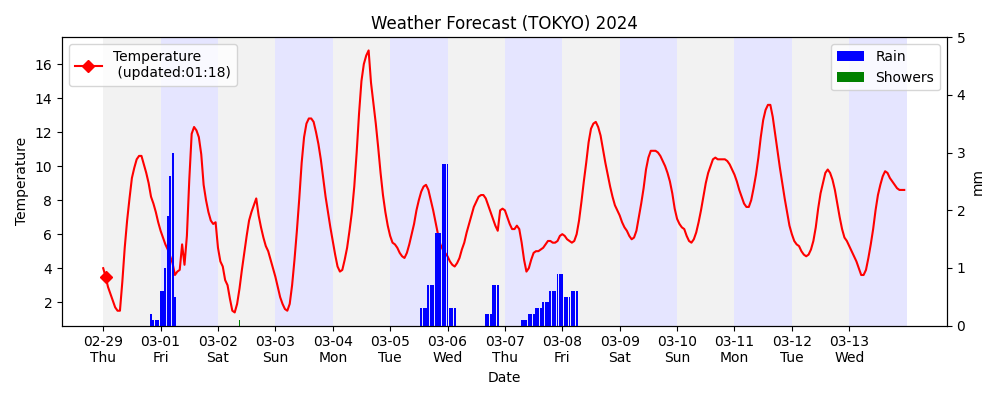 Weather Forecast (TOKYO) 2024
Temperature
(updated:01:18)
Rain
Showers
Temperature
16
14
12
10
8
6
4
2
5
4
3
2
1
0
mm
02-29 03-01 03-02 03-03 03-04 03-05 03-06 03-07 03-08 03-09 03-10 03-11 03-12 03-13
Thu Fri Sat Sun Mon Tue Wed Thu Fri Sat Sun Mon Tue Wed
Date